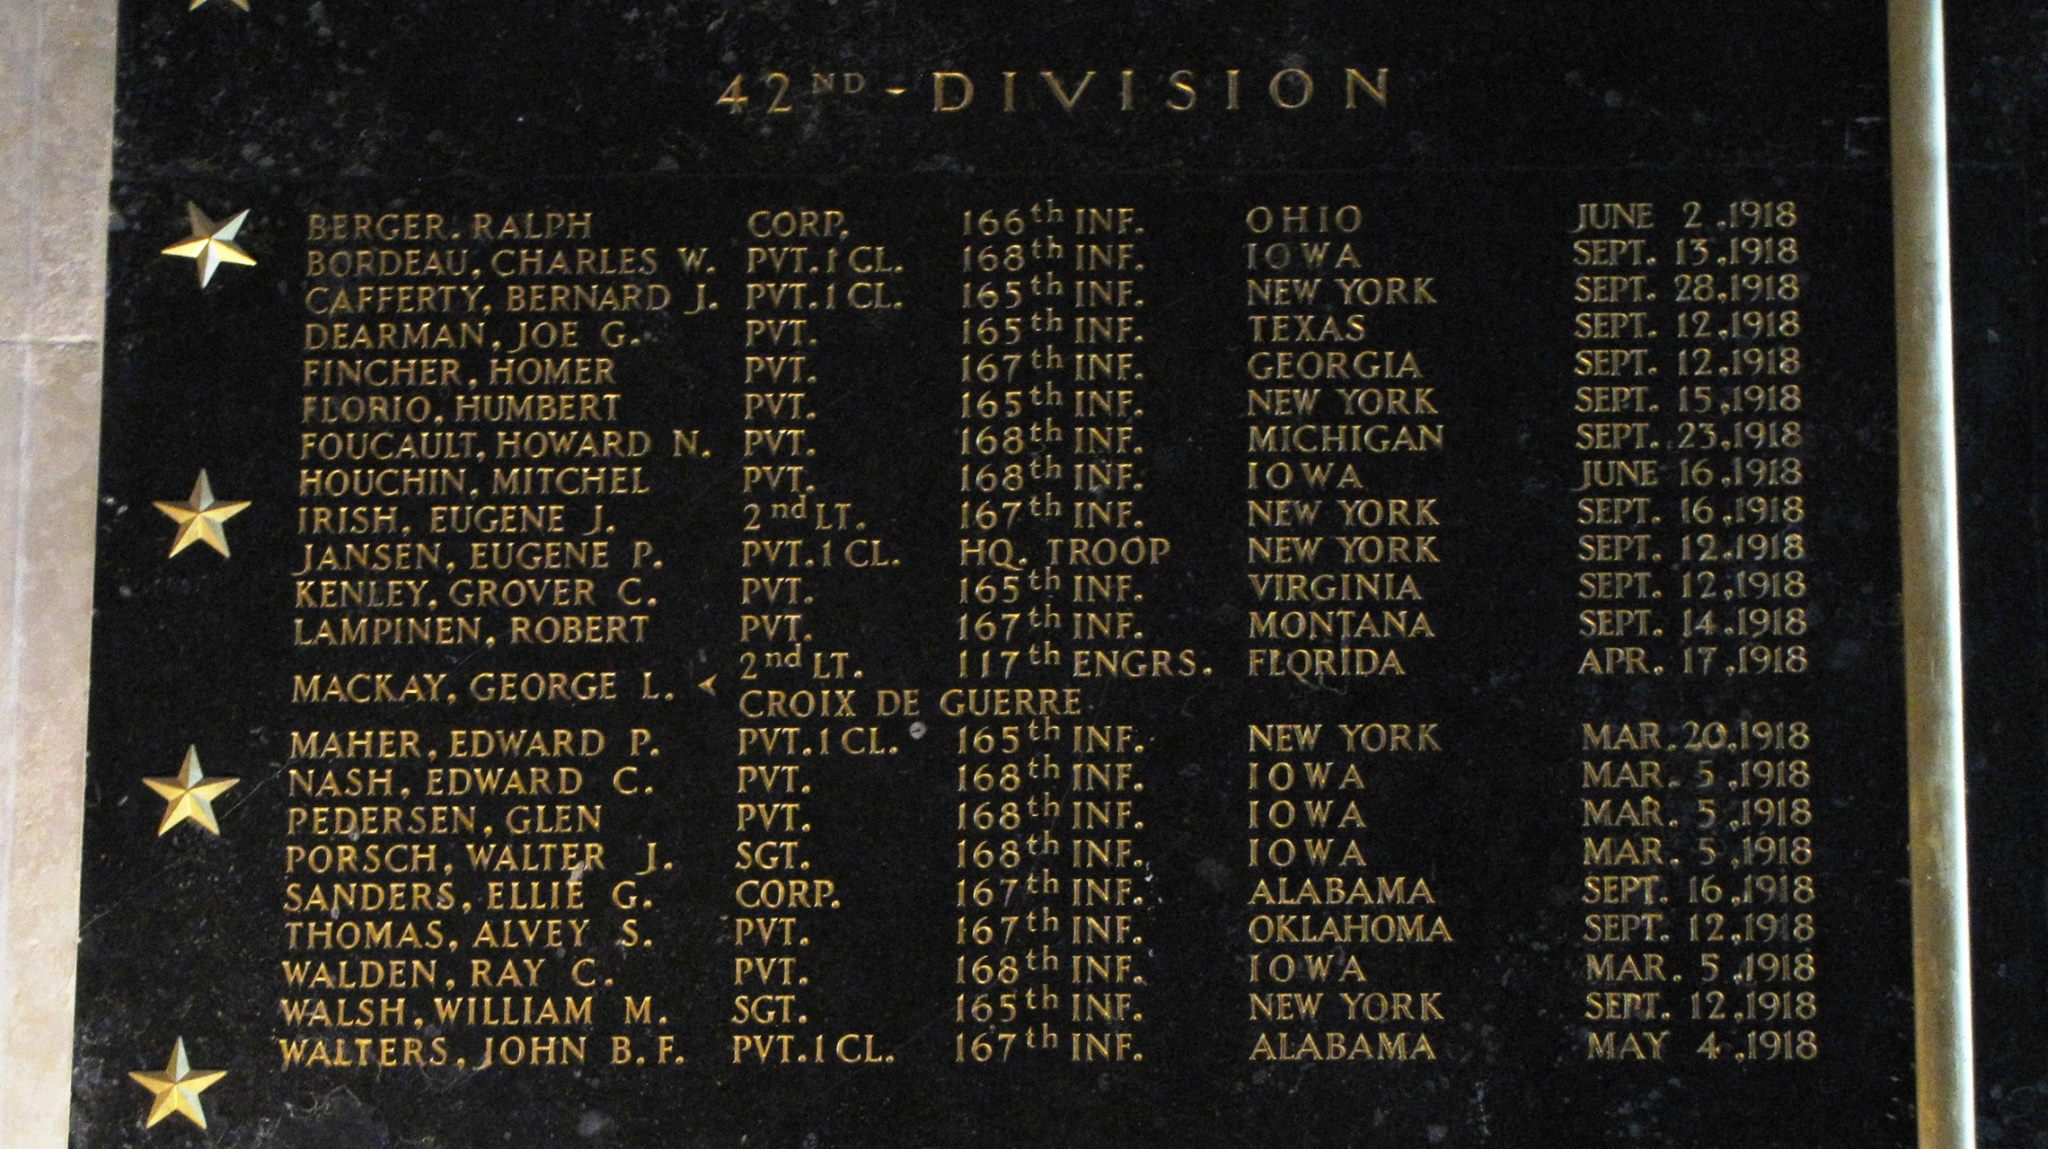 42ND - DIVISION
BERGER, RALPH CORP. 166th INF. OHIO JUNE 2, 1918
BORDEAU, CHARLES W. PVT. 1 CL. 168th INF. IOWA SEPT. 13, 1918
CAFFERTY, BERNARD J. PVT. 1 CL. 165th INF. NEW YORK SEPT. 28, 1918
DEARMAN, JOE G. PVT. 165th INF. TEXAS SEPT. 12, 1918
FINCHER, HOMER PVT. 167th INF. GEORGIA SEPT. 12, 1918
FLORIO, HUMBERT PVT. 165th INF. NEW YORK SEPT. 15, 1918
FOUCAULT, HOWARD N. PVT. 168th INF. MICHIGAN SEPT. 23, 1918
HOUCHIN, MITCHEL PVT. 168th INF. IOWA JUNE 16, 1918
IRISH, EUGENE J. 2nd LT. 167th INF. NEW YORK SEPT. 16, 1918
JANSEN, EUGENE P. PVT. 1 CL. HQ. TROOP NEW YORK SEPT. 12, 1918
KENLEY, GROVER C. PVT. 165th INF. VIRGINIA SEPT. 12, 1918
LAMPINEN, ROBERT PVT. 167th INF. MONTANA SEPT. 14, 1918
MACKAY, GEORGE L. 2nd LT. 117th ENGRS. FLORIDA APR. 17, 1918
CROIX DE GUERRE
MAHER, EDWARD P. PVT. 1 CL. 165th INF. NEW YORK MAR. 20, 1918
NASH, EDWARD C. PVT. 168th INF. IOWA MAR. 5, 1918
PEDERSEN, GLEN PVT. 168th INF. IOWA MAR. 5, 1918
PORSCH, WALTER J. SGT. 168th INF. IOWA MAR. 5, 1918
SANDERS, ELLIE G. CORP. 167th INF. ALABAMA SEPT. 16, 1918
THOMAS, ALVEY S. PVT. 167th INF. OKLAHOMA SEPT. 12, 1918
WALDEN, RAY C. PVT. 168th INF. IOWA MAR. 5, 1918
WALSH, WILLIAM M. SGT. 165th INF. NEW YORK SEPT. 12, 1918
WALTERS, JOHN B. F. PVT. 1 CL. 167th INF. ALABAMA MAY 4, 1918